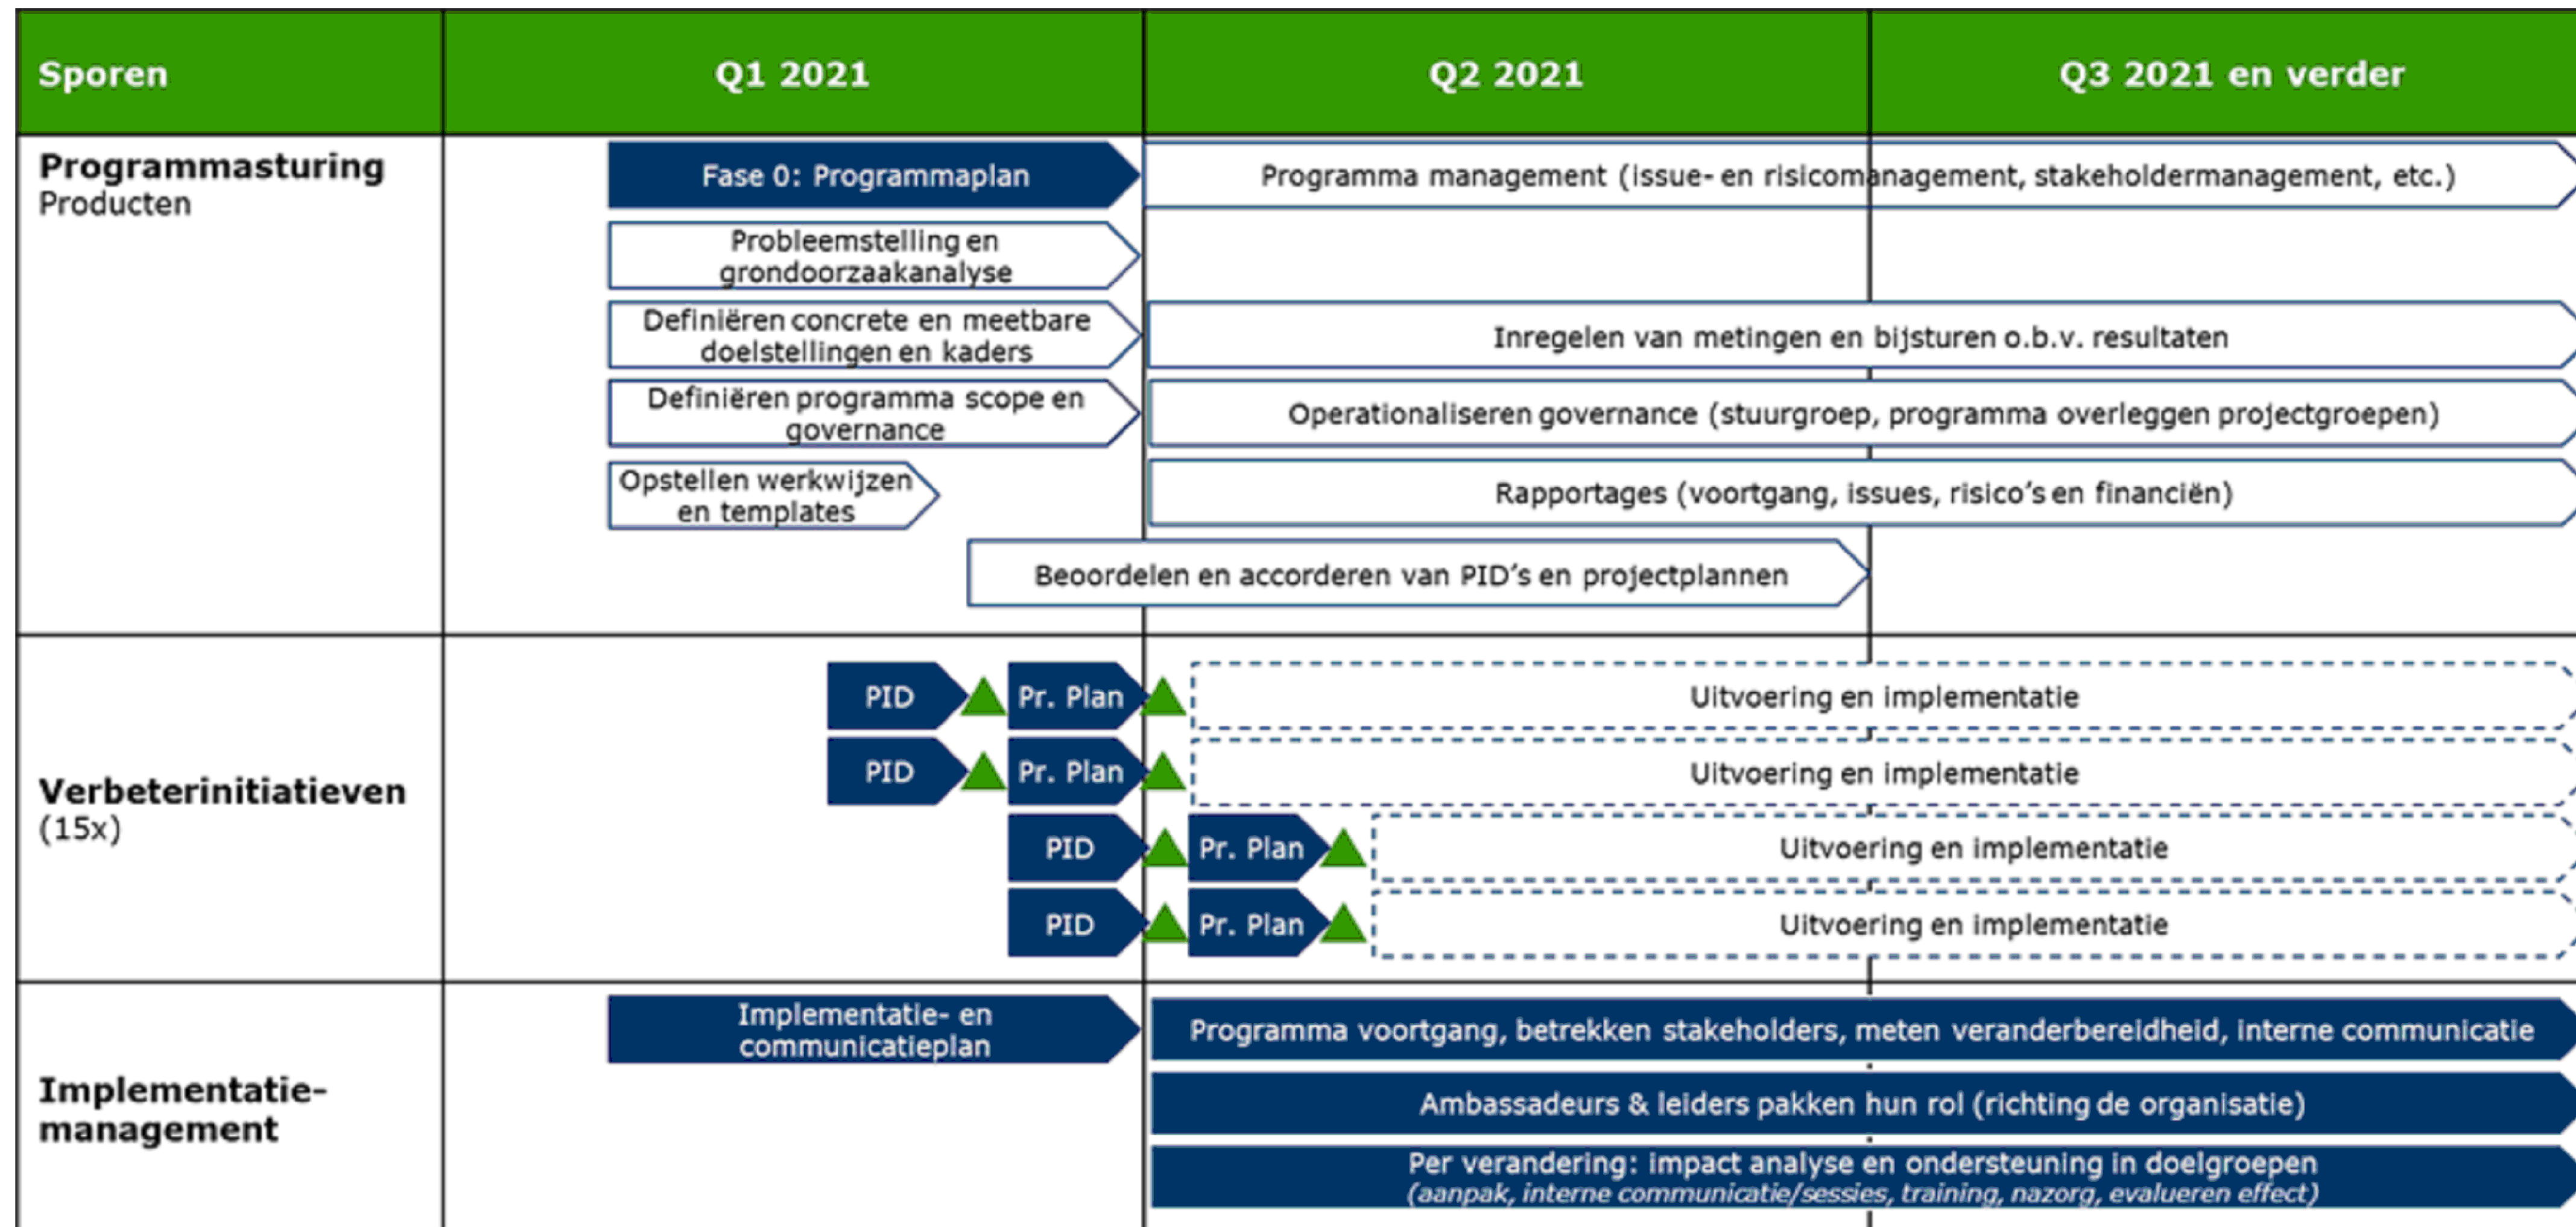 Sporen
Q1 2021
Q2 2021
Q3 2021 en verder
Programmasturing
Producten
Fase 0: Programmaplan
Programma management (issue- en risicomanagement, stakeholdermanagement, etc.)
Probleemstelling en
grondoorzaakanalyse
Definiëren concrete en meetbare
doelstellingen en kaders
Inregelen van metingen en bijsturen o.b.v. resultaten
Definiëren programma scope en
governance
Operationaliseren governance (stuurgroep, programma overleggen projectgroepen)
Opstellen werkwijzen
en templates
Rapportages (voortgang, issues, risico's en financiën)
Beoordelen en accorderen van PID's en projectplannen
Verbeterinitiatieven
(15x)
PID
Pr. Plan
Uitvoering en implementatie
PID
Pr. Plan
Uitvoering en implementatie
PID
Pr. Plan
Uitvoering en implementatie
PID
Pr. Plan
Uitvoering en implementatie
Implementatie-
management
Implementatie- en
communicatieplan
Programma voortgang, betrekken stakeholders, meten veranderbereidheid, interne communicatie
Ambassadeurs & leiders pakken hun rol (richting de organisatie)
Per verandering: impact analyse en ondersteuning in doelgroepen
(aanpak, interne communicatie/sessies, training, nazorg, evalueren effect)